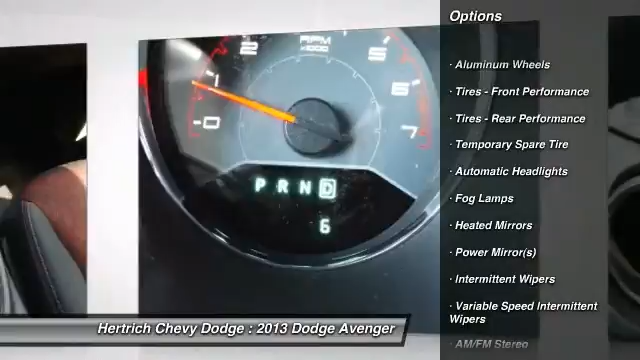 Options
· Aluminum Wheels
· Tires - Front Performance
· Tires - Rear Performance
· Temporary Spare Tire
· Automatic Headlights
· Fog Lamps
· Heated Mirrors
· Power Mirror(s)
· Intermittent Wipers
· Variable Speed Intermittent
Wipers
· AM/FM Stereo
RPM
x1000
0
1
2
5
6
7
P R N D
6
Hertrich Chevy Dodge : 2013 Dodge Avenger